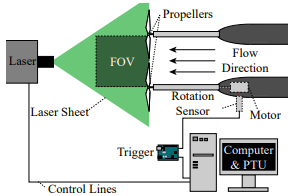 Propellers
Laser
FOV
Flow
Direction
Laser Sheet
Rotation
Sensor
Motor
Trigger
Computer
& PTU
Control Lines